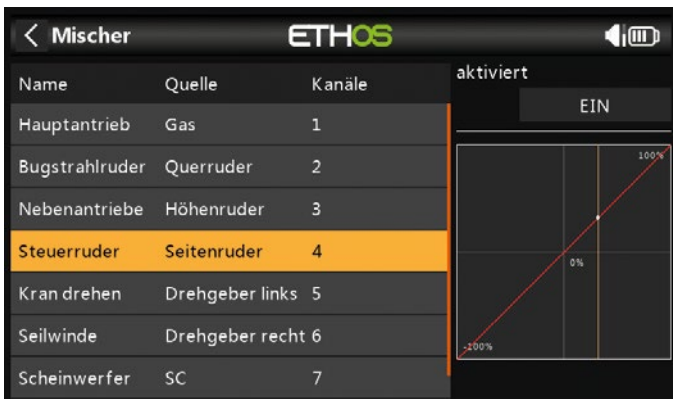 Mischer
ETHOS
Name Quelle Kanäle
Hauptantrieb Gas 1
Bugstrahlruder Querruder 2
Nebenantriebe Höhenruder 3
Steuerruder Seitenruder 4
Kran drehen Drehgeber links 5
Seilwinde Drehgeber recht 6
Scheinwerfer SC 7
aktiviert
EIN
100%
0%
-100%